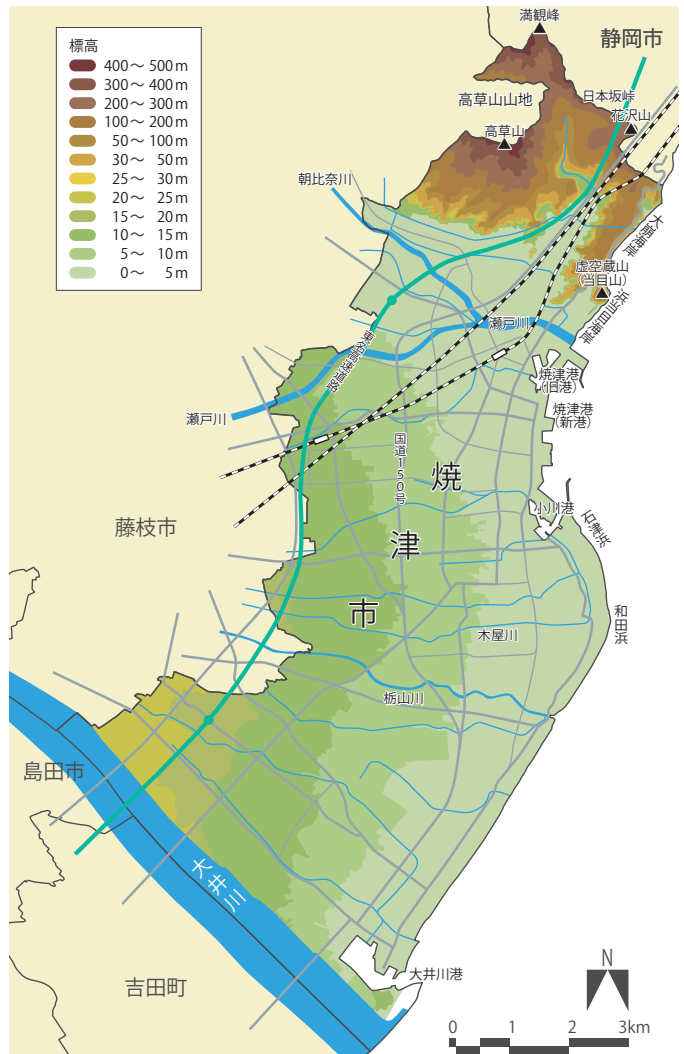 標高
400〜500m
300〜400m
200〜300m
100〜200m
50〜100m
30〜 50m
25〜 30m
20〜 25m
15〜 20m
10〜 15m
5〜 10m
0〜 5m
満観峰
静岡市
高草山山地
日本坂峠
花沢山
高草山
朝比奈川
大崩海岸
虚空蔵山
(当目山)
浜当目海岸
瀬戸川
東名高速道路
焼津港
(旧港)
焼津港
(新港)
瀬戸川
国道150号
焼津市
小川港
石津浜
藤枝市
和田浜
木屋川
栃山川
島田市
大井川
大井川港
吉田町
N
0 1 2 3km